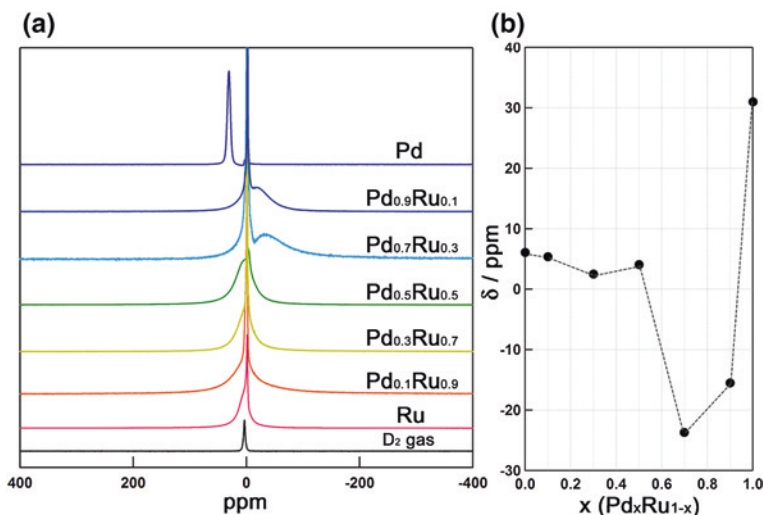 (a)
Pd
Pd0.9Ru0.1
Pd0.7Ru0.3
Pd0.5Ru0.5
Pd0.3Ru0.7
Pd0.1Ru0.9
Ru
D2 gas
400 200 0 -200 -400
ppm
(b)
40
30
20
10
0
-10
-20
-30
δ / ppm
0.0 0.2 0.4 0.6 0.8 1.0
x (PdxRu1-x)